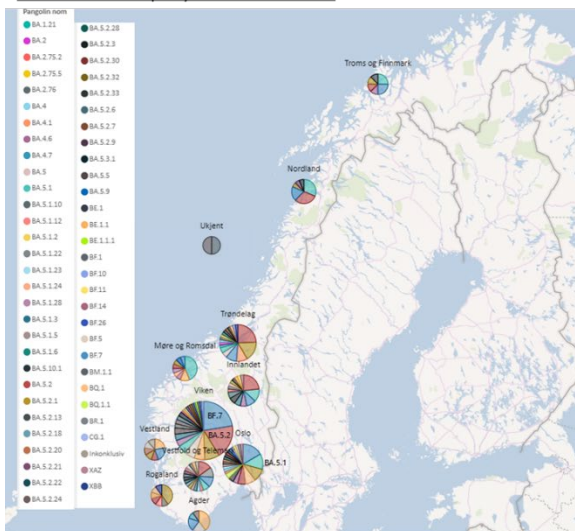 Pangolin nom
BA.1.21
BA.2
BA.2.75.2
BA.2.75.5
BA.2.76
BA.4
BA.4.1
BA.4.6
BA.4.7
BA.5
BA.5.1
BA.5.1.10
BA.5.1.12
BA.5.1.2
BA.5.1.22
BA.5.1.23
BA.5.1.24
BA.5.1.28
BA.5.1.3
BA.5.1.5
BA.5.1.6
BA.5.10.1
BA.5.2
BA.5.2.1
BA.5.2.13
BA.5.2.18
BA.5.2.20
BA.5.2.21
BA.5.2.22
BA.5.2.24
BA.5.2.28
BA.5.2.3
BA.5.2.30
BA.5.2.32
BA.5.2.33
BA.5.2.6
BA.5.2.7
BA.5.2.9
BA.5.3.1
BA.5.5
BA.5.9
BE.1
BE.1.1
BE.1.1.1
BF.1
BF.10
BF.11
BF.14
BF.26
BF.5
BF.7
BM.1.1
BQ.1
BQ.1.1
BR.1
CG.1
Inkonklusiv
XAZ
XBB
Troms og Finnmark
Nordland
Ukjent
Trøndelag
Møre og Romsdal
Innlandet
Viken
BF.7
Vestland
BA.5.2
Oslo
Vestfold og Telemark
BA.5.1
Rogaland
Agder